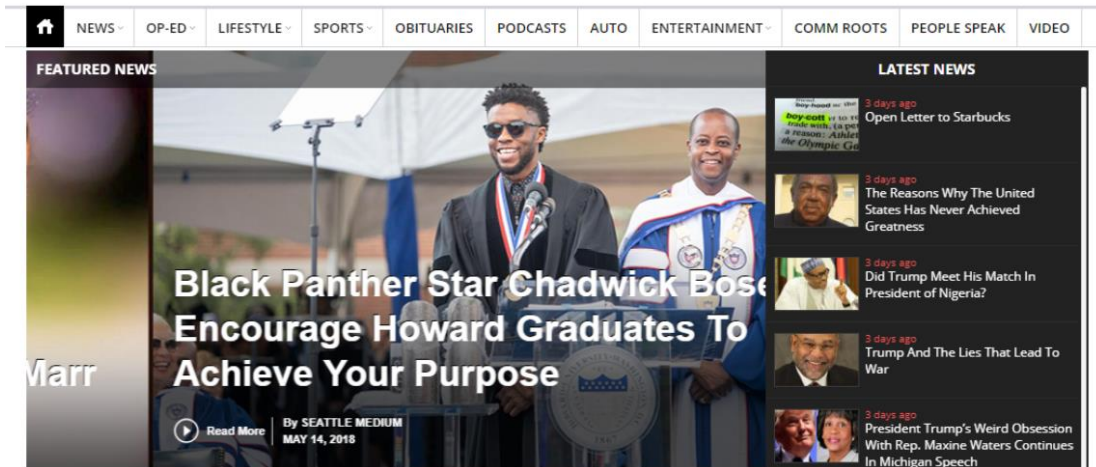 NEWS
OP-ED
LIFESTYLE
SPORTS
OBITUARIES
PODCASTS
AUTO
ENTERTAINMENT
COMM ROOTS
PEOPLE SPEAK
VIDEO
FEATURED NEWS
Marr
Black Panther Star Chadwick Bose
Encourage Howard Graduates To
Achieve Your Purpose
Read More
By SEATTLE MEDIUM
MAY 14, 2018
LATEST NEWS
boy-cott
the Olympic Ga
3 days ago
Open Letter to Starbucks
3 days ago
The Reasons Why The United
States Has Never Achieved
Greatness
3 days ago
Did Trump Meet His Match In
President of Nigeria?
3 days ago
Trump And The Lies That Lead To
War
3 days ago
President Trump's Weird Obsession
With Rep. Maxine Waters Continues
In Michigan Speech